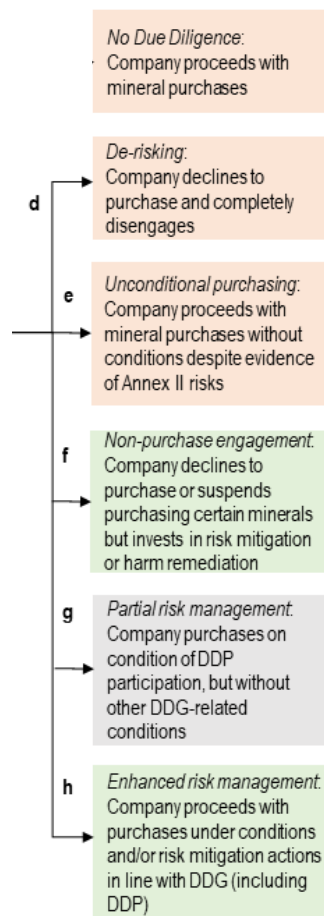 No Due Diligence:
Company proceeds with
mineral purchases
d
De-risking:
Company declines to
purchase and completely
disengages
e
Unconditional purchasing:
Company proceeds with
mineral purchases without
conditions despite evidence
of Annex II risks
f
Non-purchase engagement:
Company declines to
purchase or suspends
purchasing certain minerals
but invests in risk mitigation
or harm remediation
g
Partial risk management:
Company purchases on
condition of DDP
participation, but without
other DDG-related
conditions
h
Enhanced risk management:
Company proceeds with
purchases under conditions
and/or risk mitigation actions
in line with DDG (including
DDP)